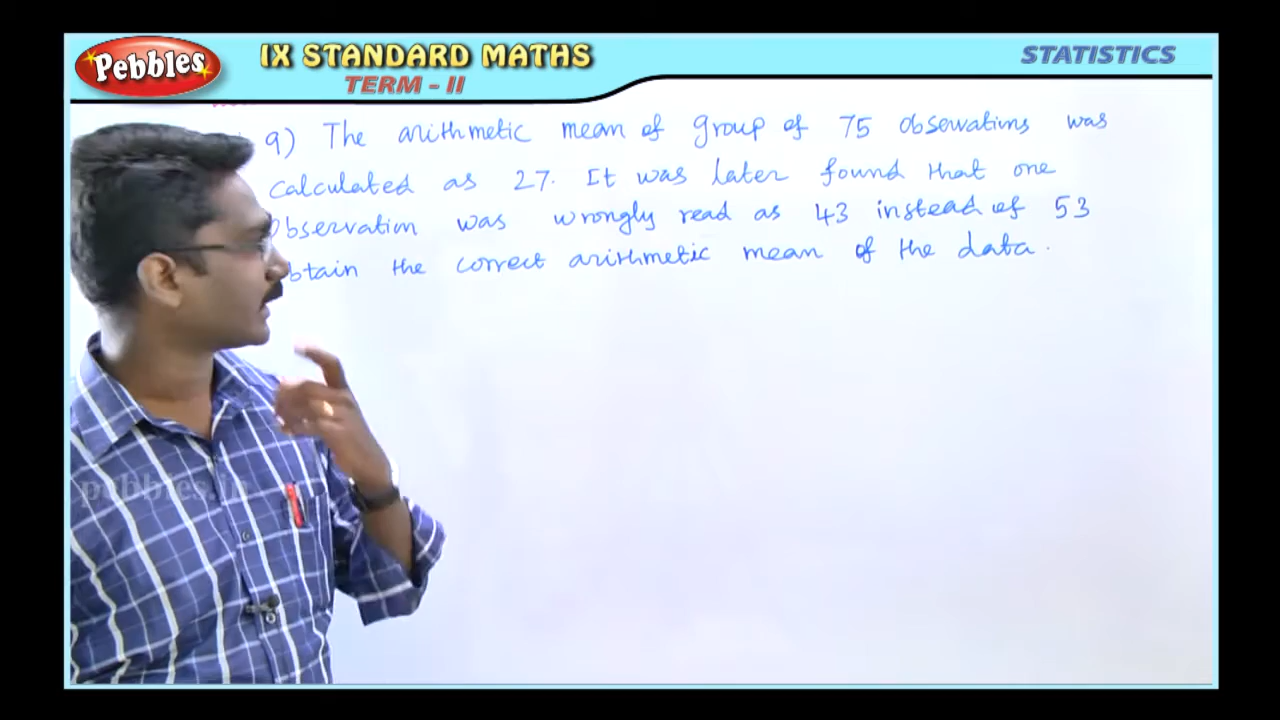 Pebbles
IX STANDARD MATHS
TERM - II
STATISTICS
9) The arithmetic mean of group of 75 observations was
calculated as 27. It was later found that one
observation was wrongly read as 43 instead of 53
obtain the correct arithmetic mean of the data.
pebbles.in